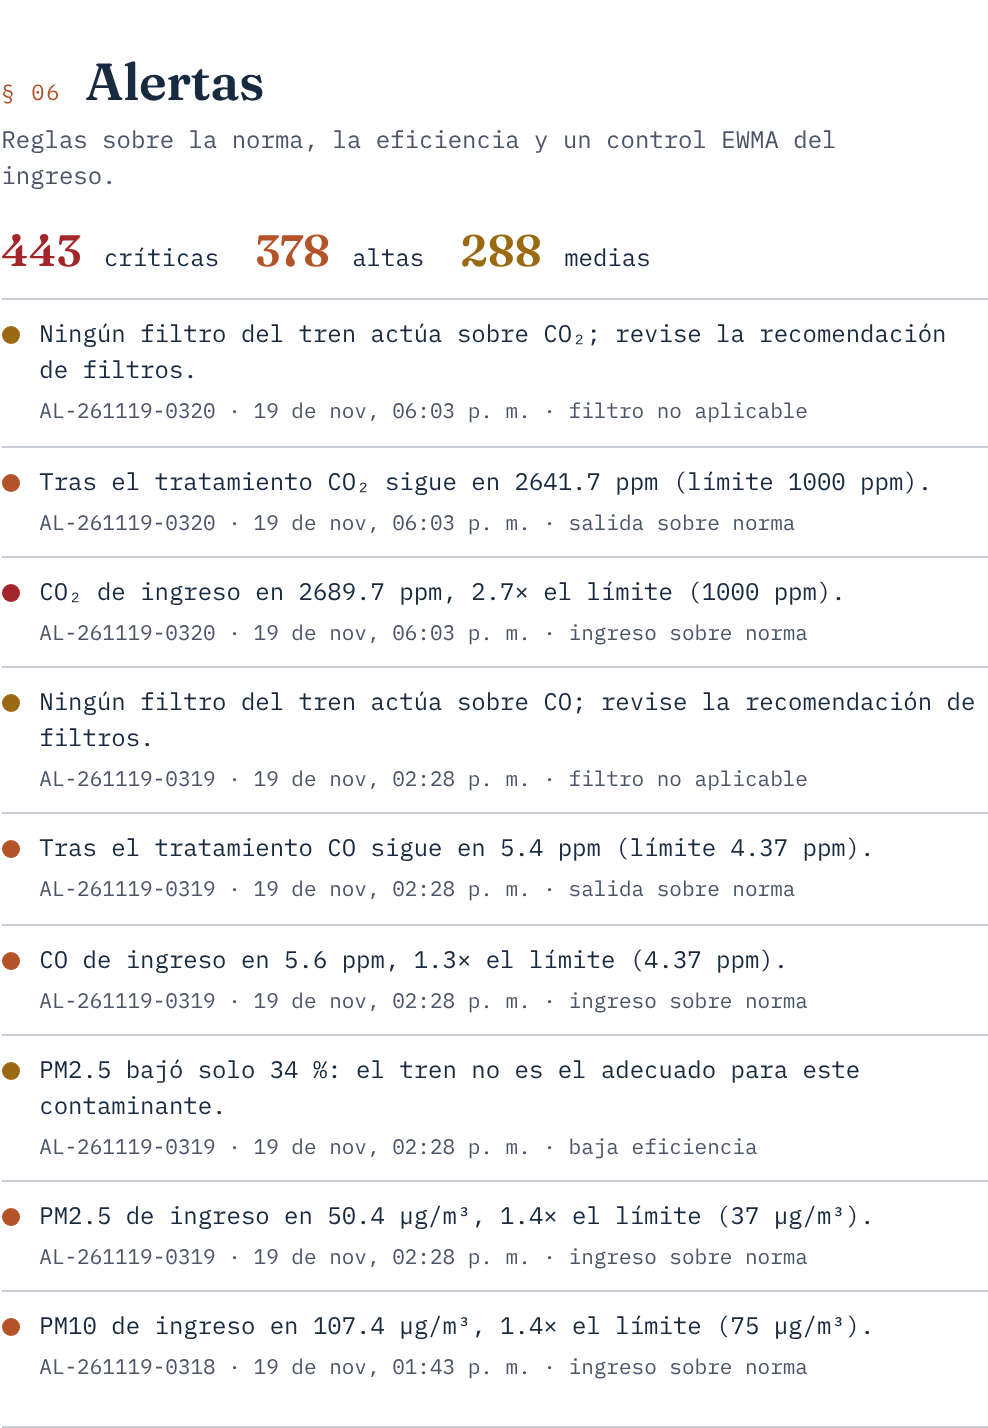 § 06 Alertas
Reglas sobre la norma, la eficiencia y un control EWMA del
ingreso.
443 críticas 378 altas 288 medias
Ningún filtro del tren actúa sobre CO₂; revise la recomendación
de filtros.
AL-261119-0320 · 19 de nov, 06:03 p. m. · filtro no aplicable
Tras el tratamiento CO₂ sigue en 2641.7 ppm (límite 1000 ppm).
AL-261119-0320 · 19 de nov, 06:03 p. m. · salida sobre norma
CO₂ de ingreso en 2689.7 ppm, 2.7× el límite (1000 ppm).
AL-261119-0320 · 19 de nov, 06:03 p. m. · ingreso sobre norma
Ningún filtro del tren actúa sobre CO; revise la recomendación de
filtros.
AL-261119-0319 · 19 de nov, 02:28 p. m. · filtro no aplicable
Tras el tratamiento CO sigue en 5.4 ppm (límite 4.37 ppm).
AL-261119-0319 · 19 de nov, 02:28 p. m. · salida sobre norma
CO de ingreso en 5.6 ppm, 1.3× el límite (4.37 ppm).
AL-261119-0319 · 19 de nov, 02:28 p. m. · ingreso sobre norma
PM2.5 bajó solo 34 %: el tren no es el adecuado para este
contaminante.
AL-261119-0319 · 19 de nov, 02:28 p. m. · baja eficiencia
PM2.5 de ingreso en 50.4 µg/m³, 1.4× el límite (37 µg/m³).
AL-261119-0319 · 19 de nov, 02:28 p. m. · ingreso sobre norma
PM10 de ingreso en 107.4 µg/m³, 1.4× el límite (75 µg/m³).
AL-261119-0318 · 19 de nov, 01:43 p. m. · ingreso sobre norma